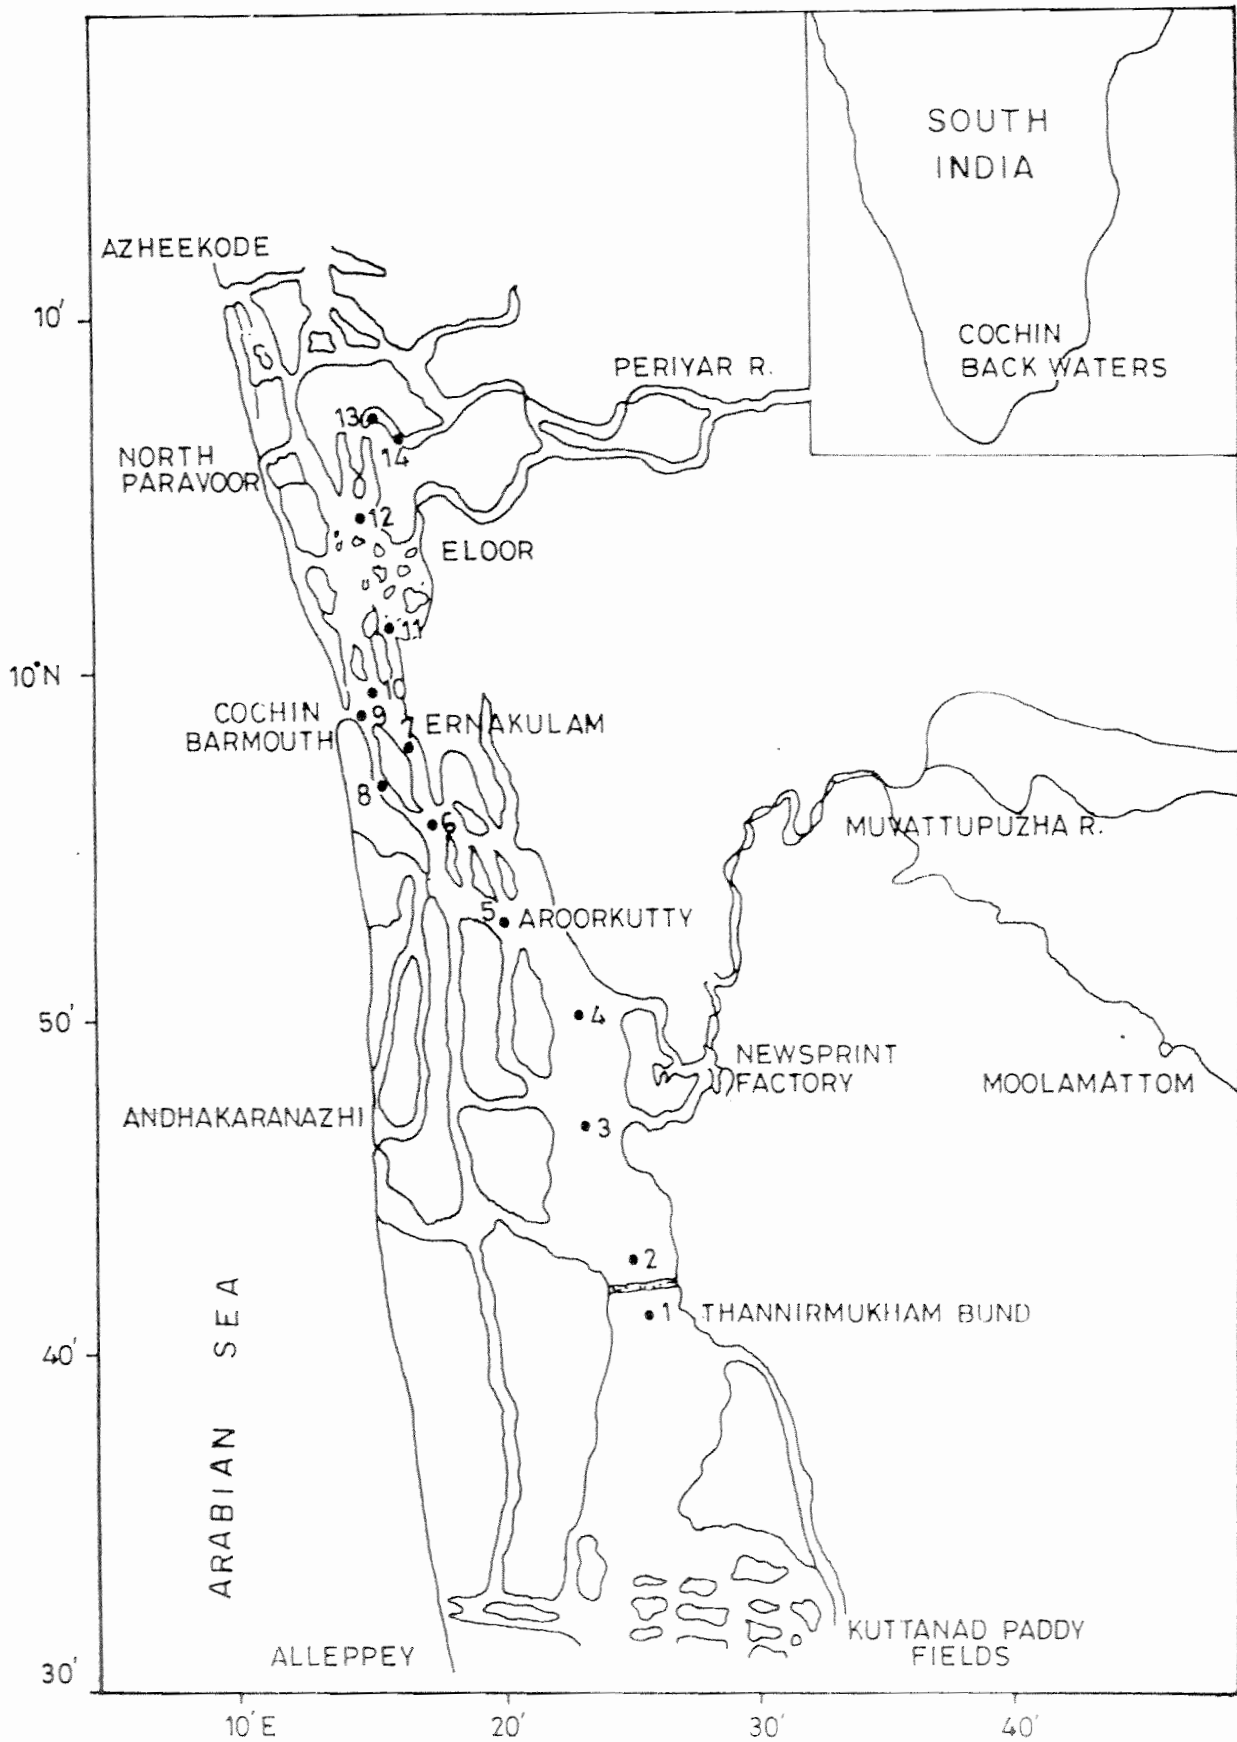 SOUTH
INDIA
COCHIN
BACK WATERS
AZHEEKODE
10'
PERIYAR R.
13
14
NORTH
PARAVOOR
12
ELOOR
11
10°N
10
COCHIN
BARMOUTH
9
7
ERNAKULAM
8
6
MUVATTUPUZHA R.
5
AROORKUTTY
4
50'
NEWSPRINT
FACTORY
MOOLAMATTOM
ANDHAKARANAZHI
3
2
1
THANNIRMUKHAM BUND
40'
ARABIAN SEA
KUTTANAD PADDY
FIELDS
ALLEPPEY
30'
10' E
20'
30'
40'